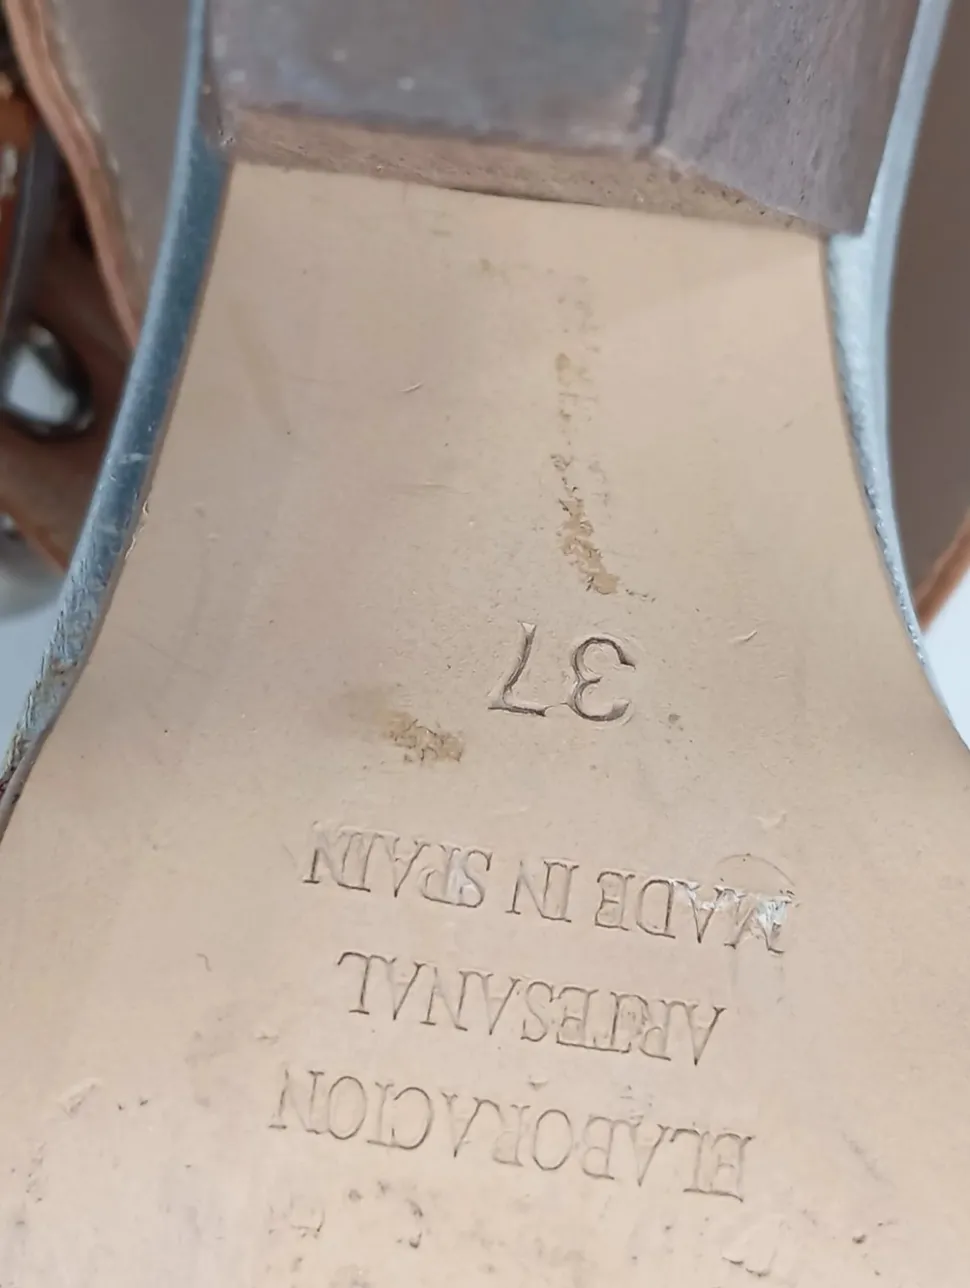 ELABORACION
ARTESANAL
MADE IN SPAIN
37